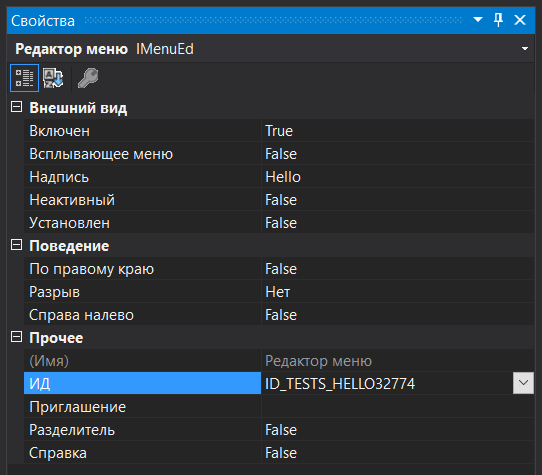 Свойства
Редактор меню IMenuEd
Внешний вид
Включен True
Всплывающее меню False
Надпись Hello
Неактивный False
Установлен False
Поведение
По правому краю False
Разрыв Нет
Справа налево False
Прочее
(Имя) Редактор меню
ИД ID_TESTS_HELLO32774
Приглашение
Разделитель False
Справка False